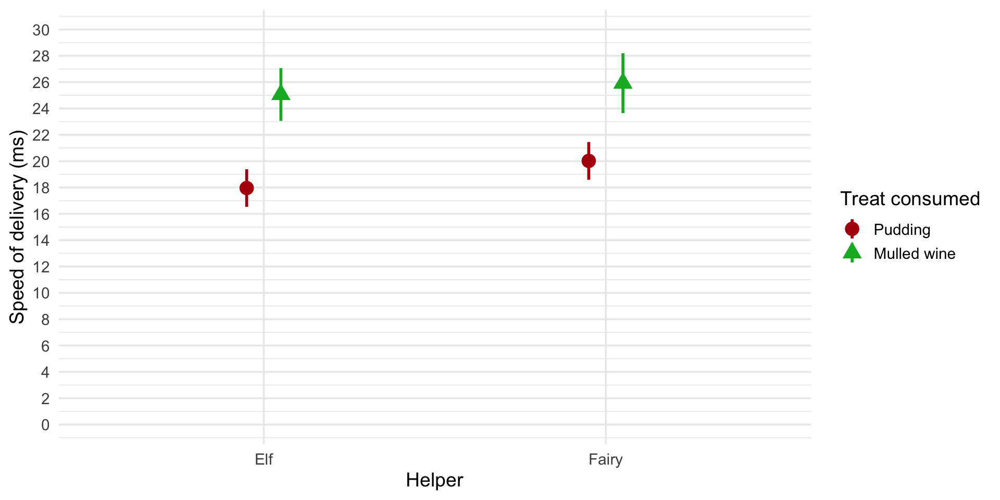 Speed of delivery (ms)
30
28
26
24
22
20
18
16
14
12
10
8
6
4
2
0
Elf
Fairy
Helper
Treat consumed
Pudding
Mulled wine